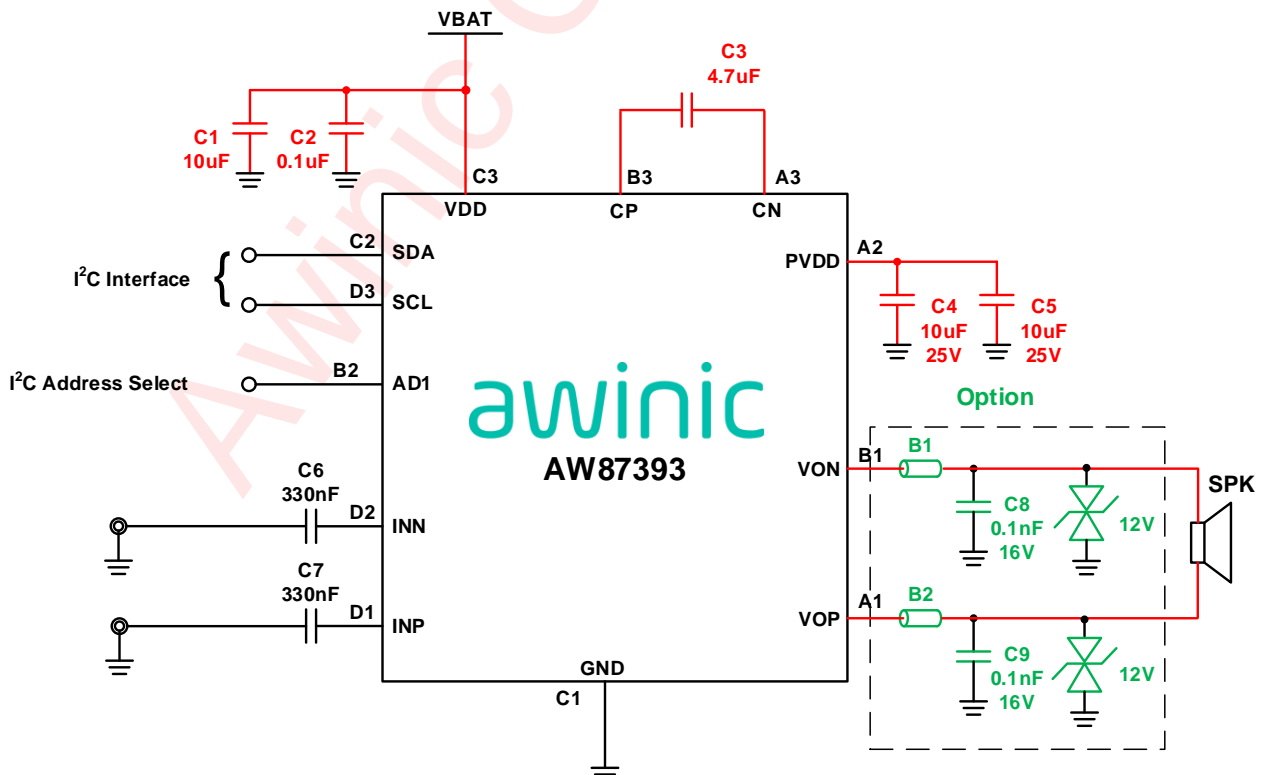 VBAT
C3
4.7uF
C1
10uF
C2
0.1uF
C3
B3
A3
VDD
CP
CN
I²C Interface
{
C2
SDA
D3
SCL
PVDD
A2
C4
10uF
25V
C5
10uF
25V
I²C Address Select
B2
AD1
awinic
AW87393
Option
VON
B1
B1
SPK
C8
0.1nF
16V
12V
C6
330nF
D2
INN
C7
330nF
D1
INP
VOP
A1
B2
C9
0.1nF
16V
12V
GND
C1
Awinic C